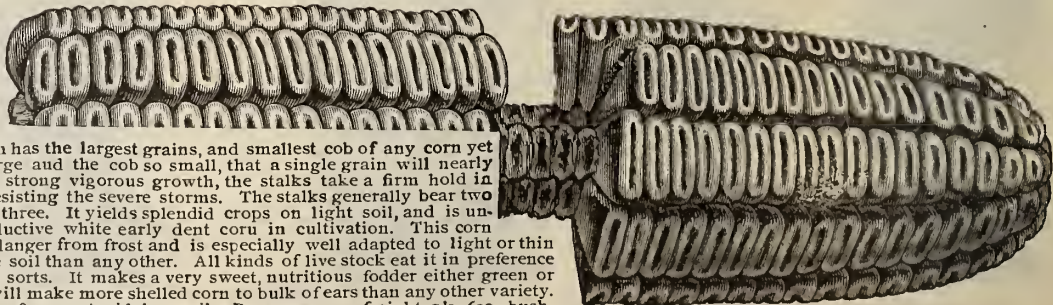 has the largest grains, and smallest cob of any corn yet
rge and the cob so small, that a single grain will nearly
strong vigorous growth, the stalks take a firm hold in
esisting the severe storms. The stalks generally bear two
three. It yields splendid crops on light soil, and is un-
ductive white early dent corn in cultivation. This corn
langer from frost and is especially well adapted to light or thin
soil than any other. All kinds of live stock eat it in preference
sorts. It makes a very sweet, nutritious fodder either green or
will make more shelled corn to bulk of ears than any other variety.